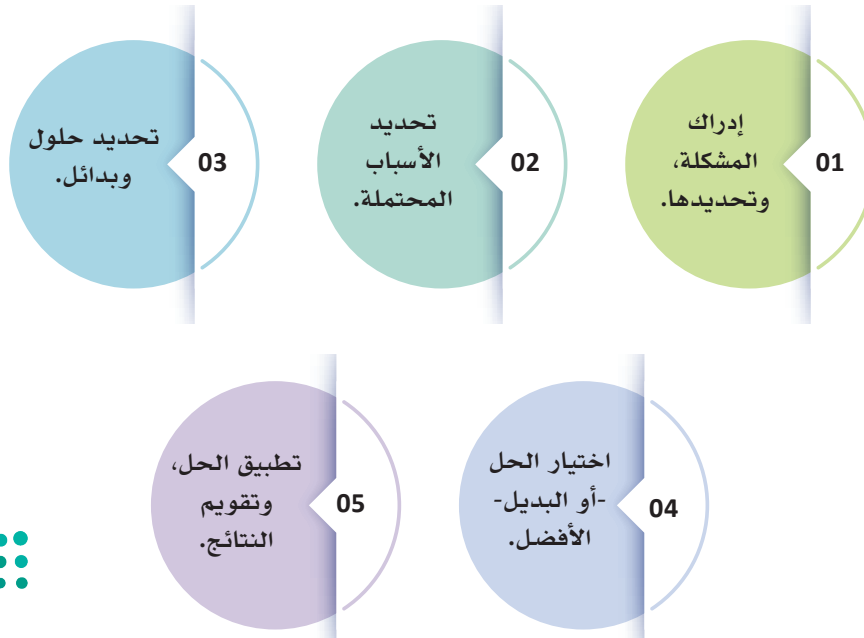 01
إدراك
المشكلة،
وتحديدها.
02
تحديد
الأسباب
المحتملة.
03
تحديد حلول
وبدائل.
04
اختيار الحل
-أو البديل-
الأفضل.
05
تطبيق الحل،
وتقويم
النتائج.